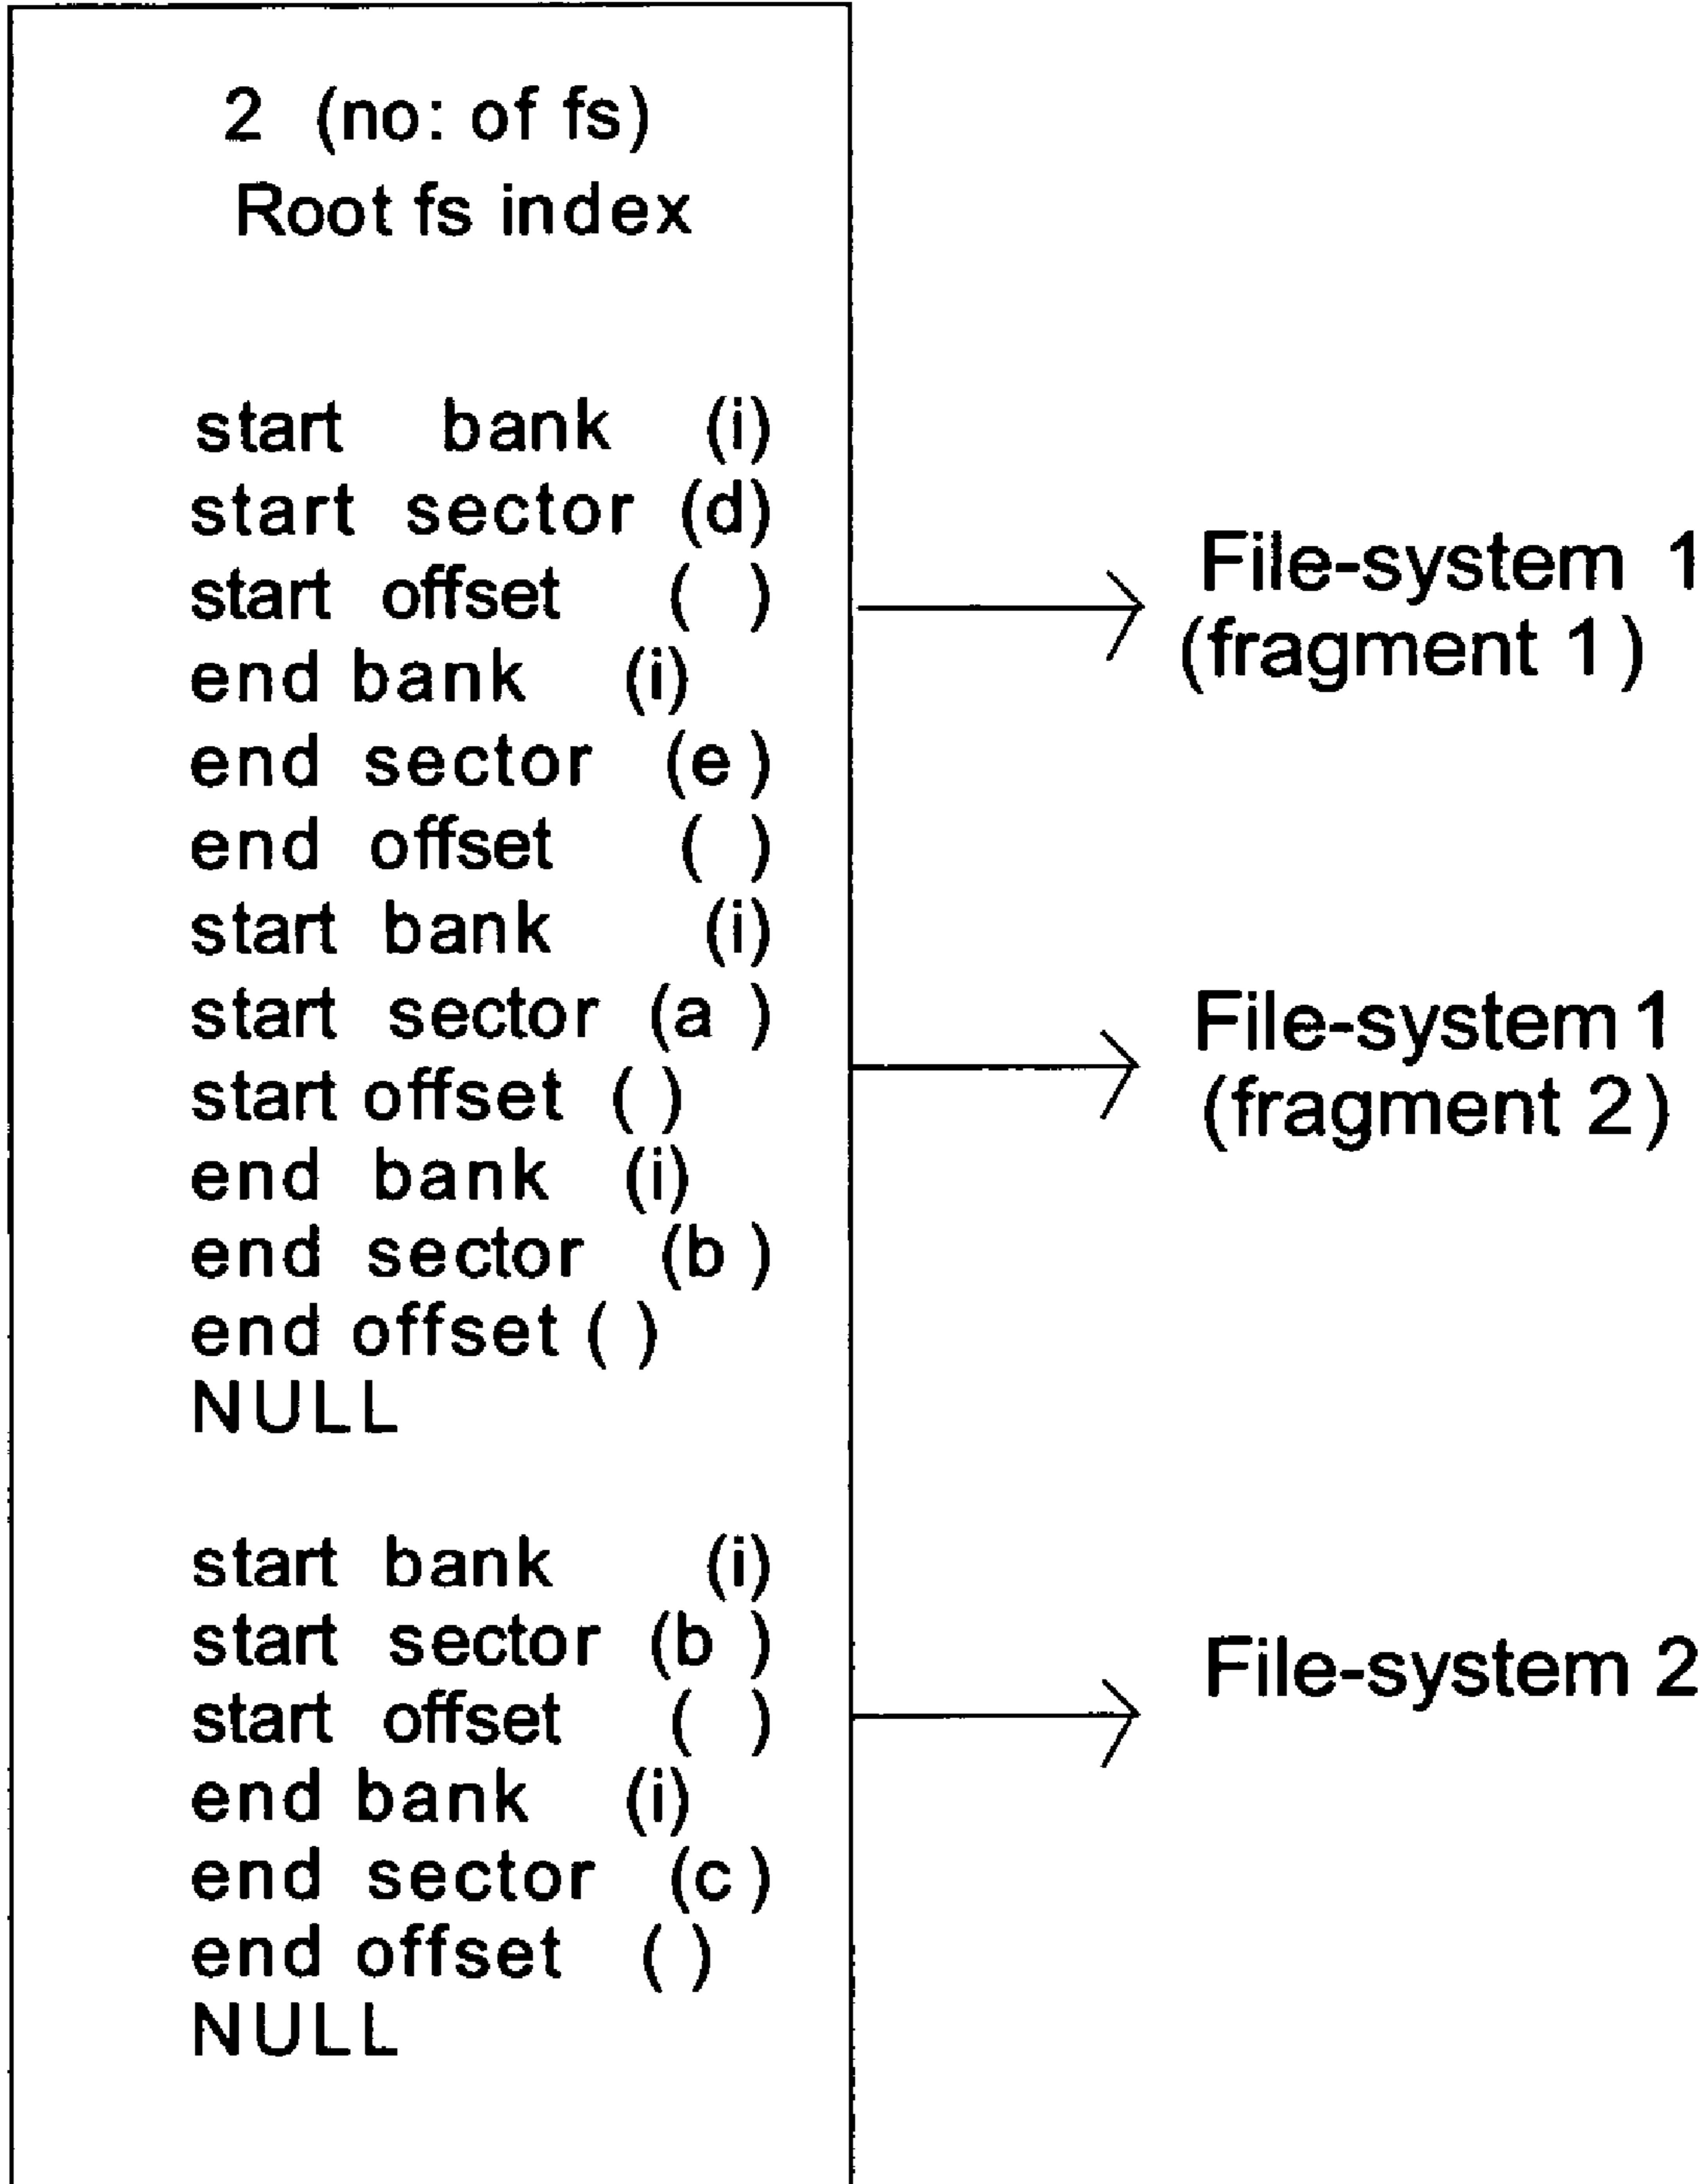 2 (no: of fs)
Root fs index
start bank (i)
start sector (d)
start offset ( )
end bank (i)
end sector (e )
end offset ( )
start bank (i)
start sector (a )
start offset ( )
end bank (i)
end sector (b )
end offset ( )
NULL
start bank (i)
start sector (b )
start offset ( )
end bank (i)
end sector (c )
end offset ( )
NULL
File-system 1
(fragment 1)
File-system 1
(fragment 2)
File-system 2